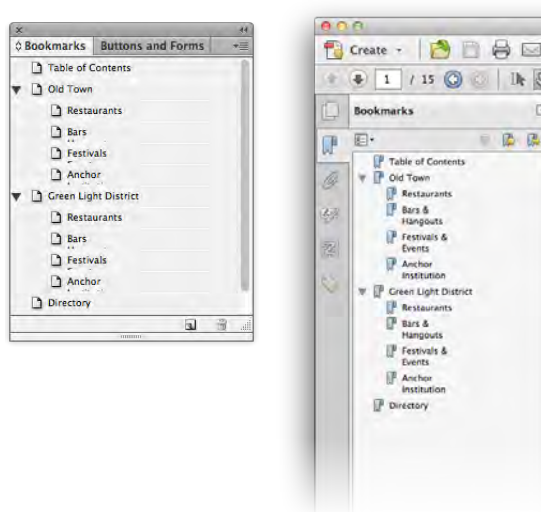 Bookmarks Buttons and Forms
Table of Contents
Old Town
Restaurants
Bars
Festivals
Anchor
Green Light District
Restaurants
Bars
Festivals
Anchor
Directory
Create
1 / 15
Bookmarks
Table of Contents
Old Town
Restaurants
Bars &
Hangouts
Festivals &
Events
Anchor
Institution
Green Light District
Restaurants
Bars &
Hangouts
Festivals &
Events
Anchor
Institution
Directory